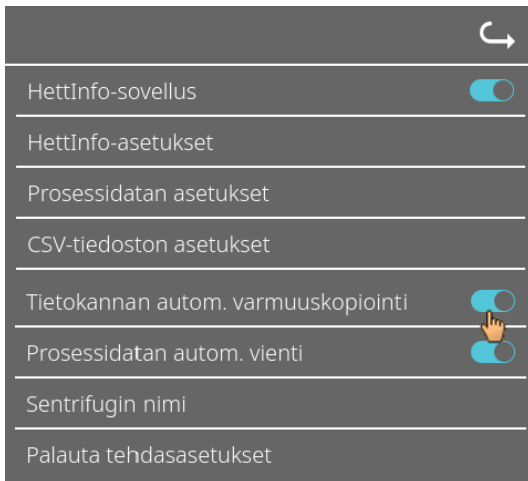 HettInfo-sovellus
HettInfo-asetukset
Prosessidatan asetukset
CSV-tiedoston asetukset
Tietokannan autom. varmuuskopiointi
Prosessidatan autom. vienti
Sentrifugin nimi
Palauta tehdasasetukset